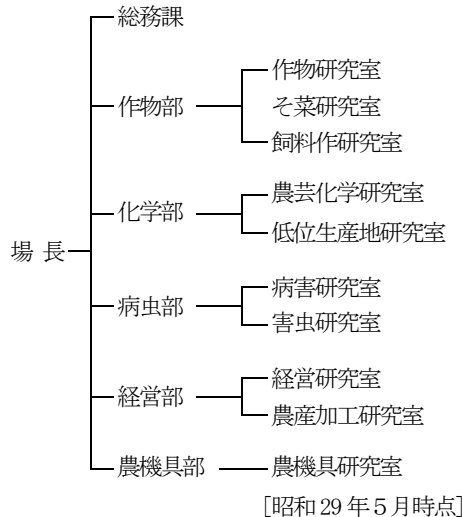 総務課
作物研究室
作物部
そ菜研究室
飼料作研究室
農芸化学研究室
化学部
低位生産地研究室
場長
病害研究室
病虫部
害虫研究室
経営研究室
経営部
農産加工研究室
農機具部
農機具研究室
[昭和29年5月時点]